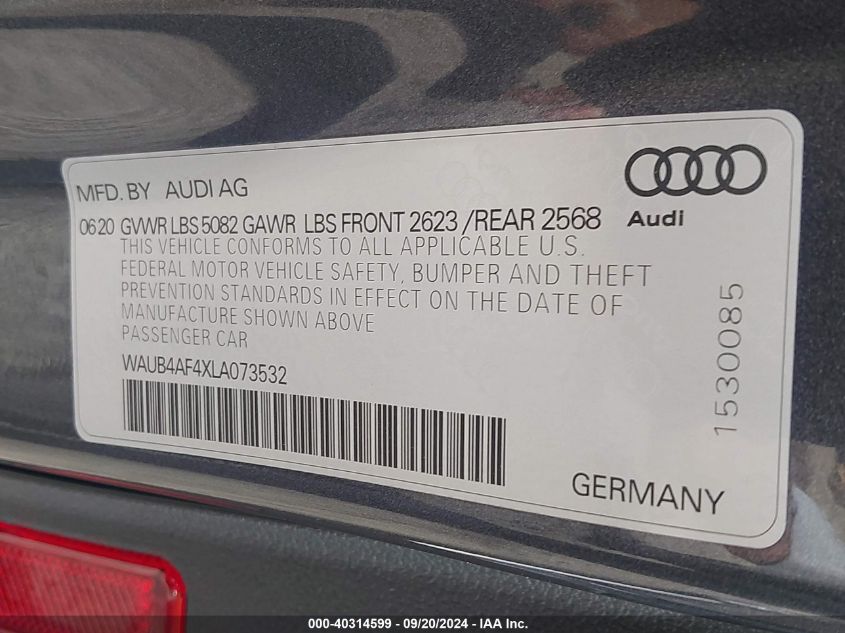 MFD. BY AUDI AG
Audi
0620 GVWR LBS 5082 GAWR LBS FRONT 2623 /REAR 2568
THIS VEHICLE CONFORMS TO ALL APPLICABLE U.S.
FEDERAL MOTOR VEHICLE SAFETY, BUMPER AND THEFT
PREVENTION STANDARDS IN EFFECT ON THE DATE OF
MANUFACTURE SHOWN ABOVE
PASSENGER CAR
WAUB4AF4XLA073532
1530085
GERMANY
000-40314599 - 09/20/2024 - IAA Inc.